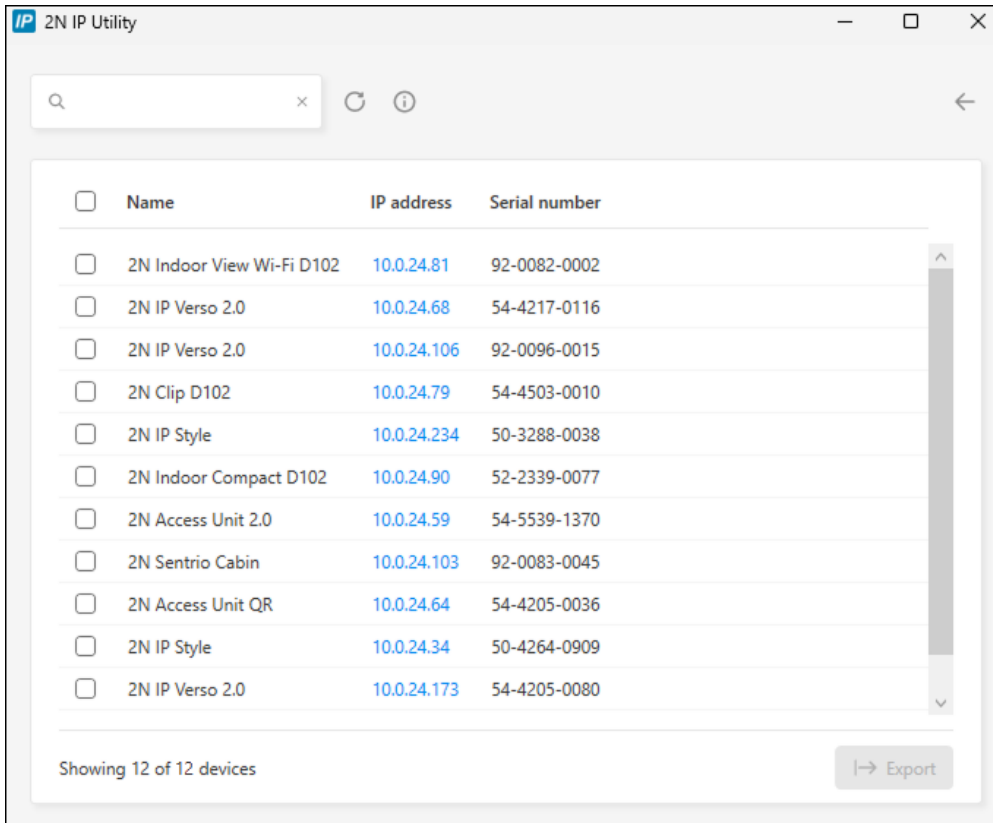 IP 2N IP Utility
Name IP address Serial number
2N Indoor View Wi-Fi D102 10.0.24.81 92-0082-0002
2N IP Verso 2.0 10.0.24.68 54-4217-0116
2N IP Verso 2.0 10.0.24.106 92-0096-0015
2N Clip D102 10.0.24.79 54-4503-0010
2N IP Style 10.0.24.234 50-3288-0038
2N Indoor Compact D102 10.0.24.90 52-2339-0077
2N Access Unit 2.0 10.0.24.59 54-5539-1370
2N Sentrio Cabin 10.0.24.103 92-0083-0045
2N Access Unit QR 10.0.24.64 54-4205-0036
2N IP Style 10.0.24.34 50-4264-0909
2N IP Verso 2.0 10.0.24.173 54-4205-0080
Showing 12 of 12 devices Export